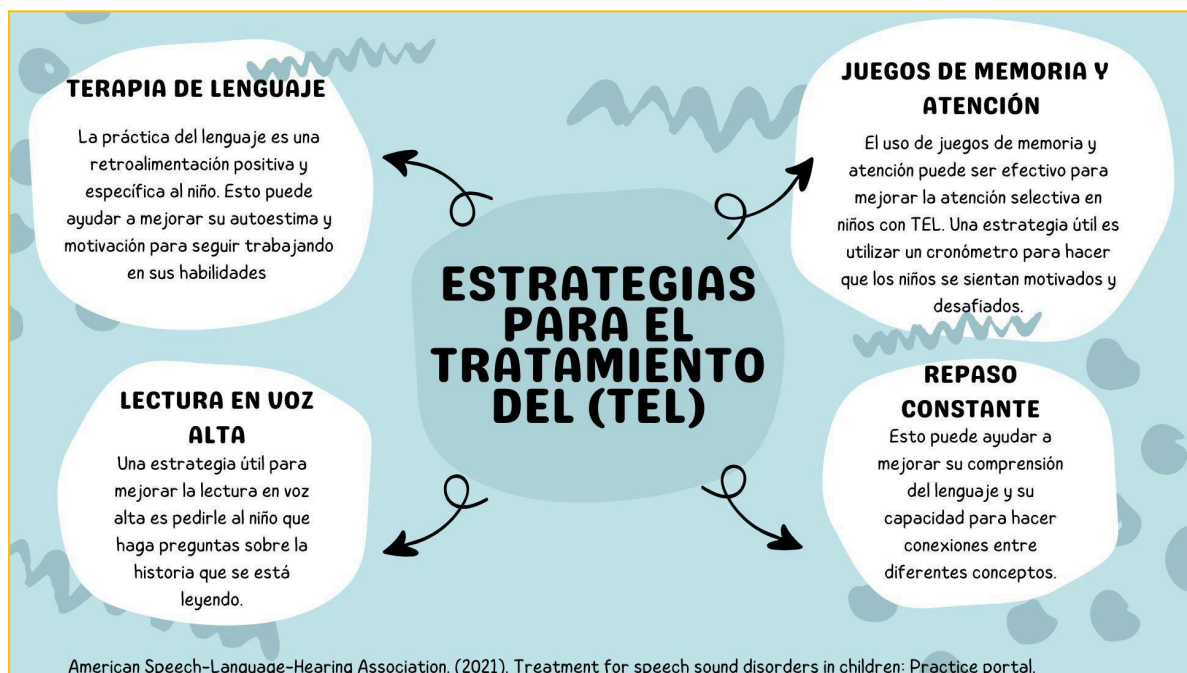 TERAPIA DE LENGUAJE
La práctica del lenguaje es una
retroalimentación positiva y
específica al niño. Esto puede
ayudar a mejorar su autoestima y
motivación para seguir trabajando
en sus habilidades
JUEGOS DE MEMORIA Y
ATENCIÓN
El uso de juegos de memoria y
atención puede ser efectivo para
mejorar la atención selectiva en
niños con TEL. Una estrategia útil es
utilizar un cronómetro para hacer
que los niños se sientan motivados y
desafiados.
ESTRATEGIAS
PARA EL
TRATAMIENTO
DEL (TEL)
LECTURA EN VOZ
ALTA
Una estrategia útil para
mejorar la lectura en voz
alta es pedirle al niño que
haga preguntas sobre la
historia que se está
leyendo.
REPASO
CONSTANTE
Esto puede ayudar a
mejorar su comprensión
del lenguaje y su
capacidad para hacer
conexiones entre
diferentes conceptos.
American Speech-Language-Hearing Association. (2021). Treatment for speech sound disorders in children: Practice portal.